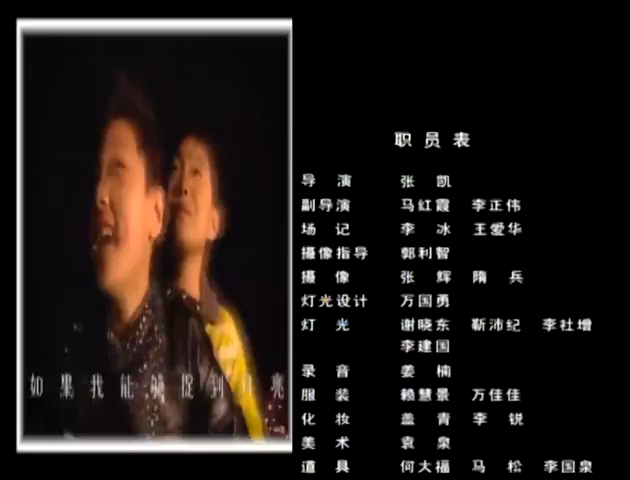 职员表
导 演 张 凯
副导演 马红霞 李正伟
场 记 李 冰 王爱华
摄像指导 郭利智
摄 像 张 辉 隋 兵
灯光设计 万国勇
灯 光 谢晓东 靳沛纪 李社增
李建国
录 音 姜 楠
服 装 赖慧景 万佳佳
化 妆 盖 青 李 锐
美 术 袁 泉
道 具 何大福 马 松 李国泉
如果我能够捉到月亮